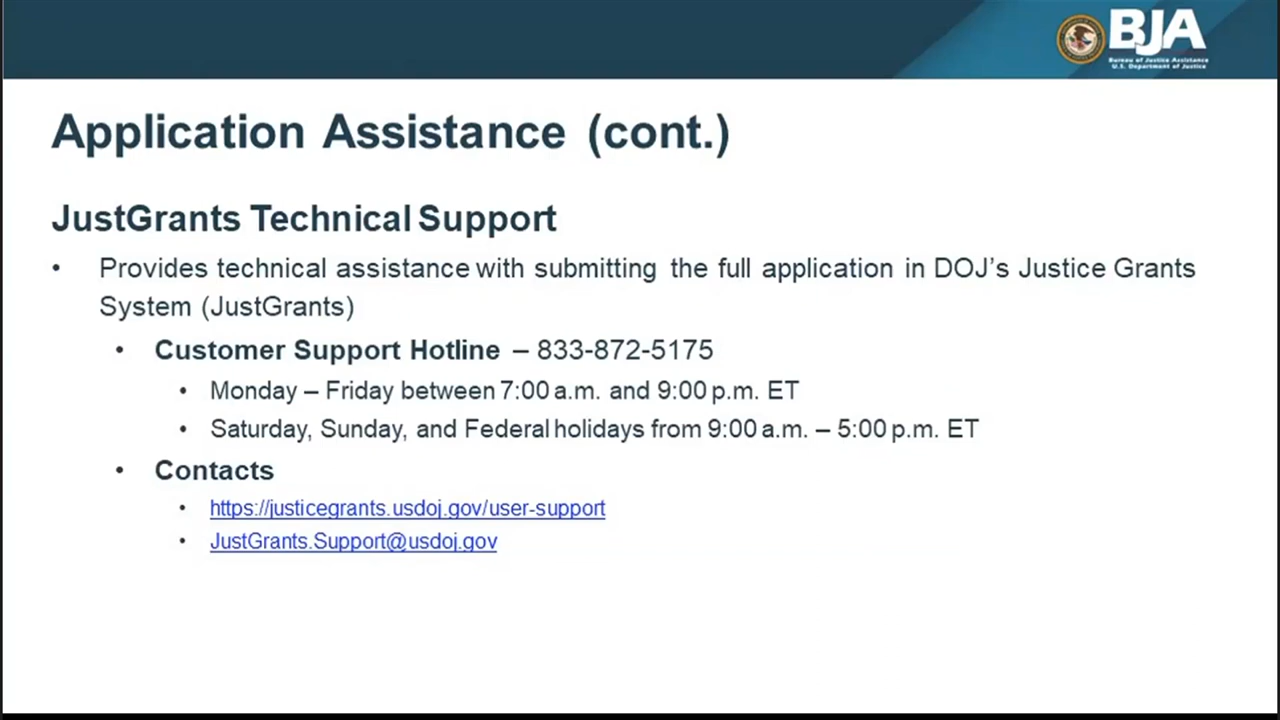 BJA
Bureau of Justice Assistance
U.S. Department of Justice
Application Assistance (cont.)
JustGrants Technical Support
• Provides technical assistance with submitting the full application in DOJ's Justice Grants
System (JustGrants)
• Customer Support Hotline – 833-872-5175
• Monday – Friday between 7:00 a.m. and 9:00 p.m. ET
• Saturday, Sunday, and Federal holidays from 9:00 a.m. – 5:00 p.m. ET
• Contacts
• https://justicegrants.usdoj.gov/user-support
• JustGrants.Support@usdoj.gov